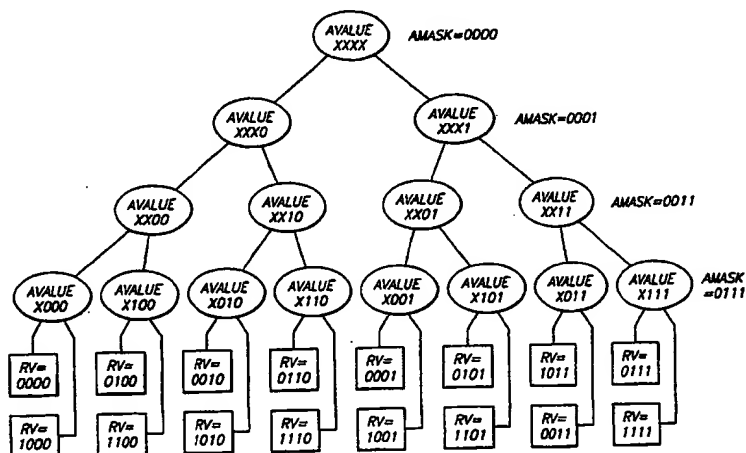 AVALUE
XXXX
AMASK=0000
AVALUE
XXX0
AVALUE
XXX1
AMASK=0001
AVALUE
XX00
AVALUE
XX10
AVALUE
XX01
AVALUE
XX11
AMASK=0011
AVALUE
X000
AVALUE
X100
AVALUE
X010
AVALUE
X110
AVALUE
X001
AVALUE
X101
AVALUE
X011
AVALUE
X111
AMASK
=0111
RV=
0000
RV=
0100
RV=
0010
RV=
0110
RV=
0001
RV=
0101
RV=
1011
RV=
0111
RV=
1000
RV=
1100
RV=
1010
RV=
1110
RV=
1001
RV=
1101
RV=
0011
RV=
1111